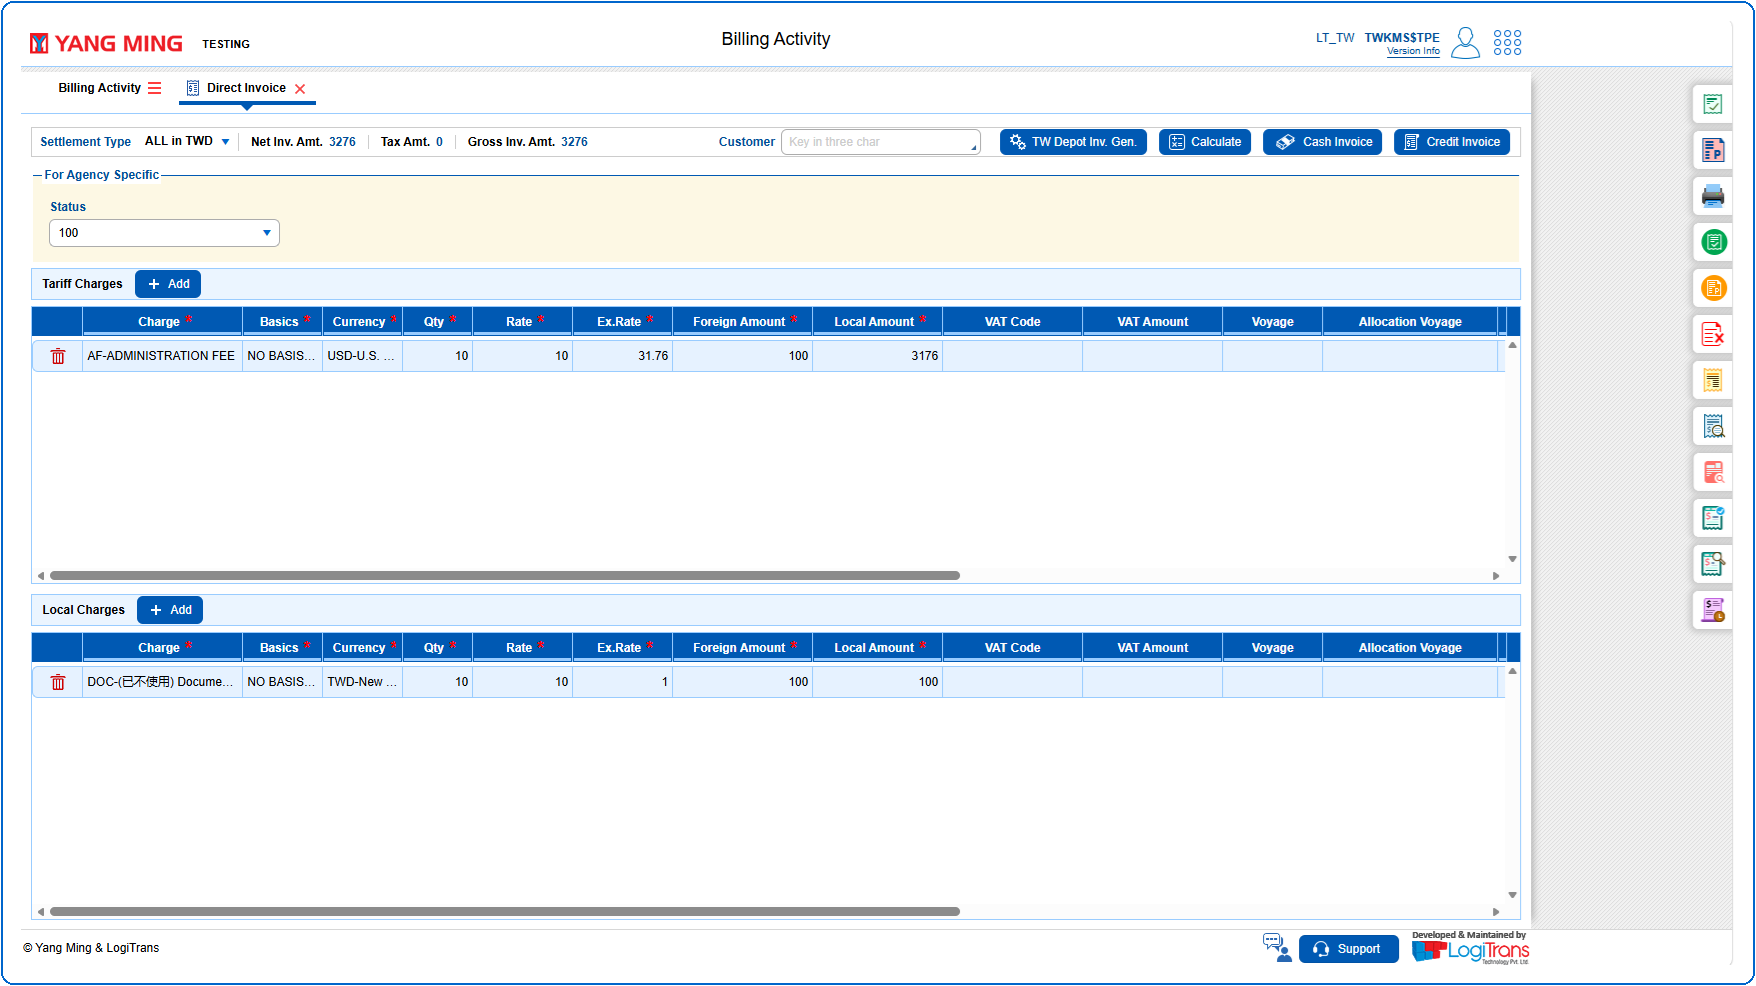 YANG MING TESTING
Billing Activity
LT_TW TWKMS$TPE
Version Info
Billing Activity Direct Invoice
Settlement Type ALL in TWD Net Inv. Amt. 3276 Tax Amt. 0 Gross Inv. Amt. 3276 Customer Key in three char TW Depot Inv. Gen. Calculate Cash Invoice Credit Invoice
For Agency Specific
Status
100
Tariff Charges + Add
Charge * Basics * Currency * Qty * Rate * Ex.Rate * Foreign Amount * Local Amount * VAT Code VAT Amount Voyage Allocation Voyage
AF-ADMINISTRATION FEE NO BASIS... USD-U.S. ... 10 10 31.76 100 3176
Local Charges + Add
Charge * Basics * Currency * Qty * Rate * Ex.Rate * Foreign Amount * Local Amount * VAT Code VAT Amount Voyage Allocation Voyage
DOC-(已不使用) Docume... NO BASIS... TWD-New ... 10 10 1 100 100
© Yang Ming & LogiTrans
Support
Developed & Maintained by
LogiTrans
Technology Pvt. Ltd.